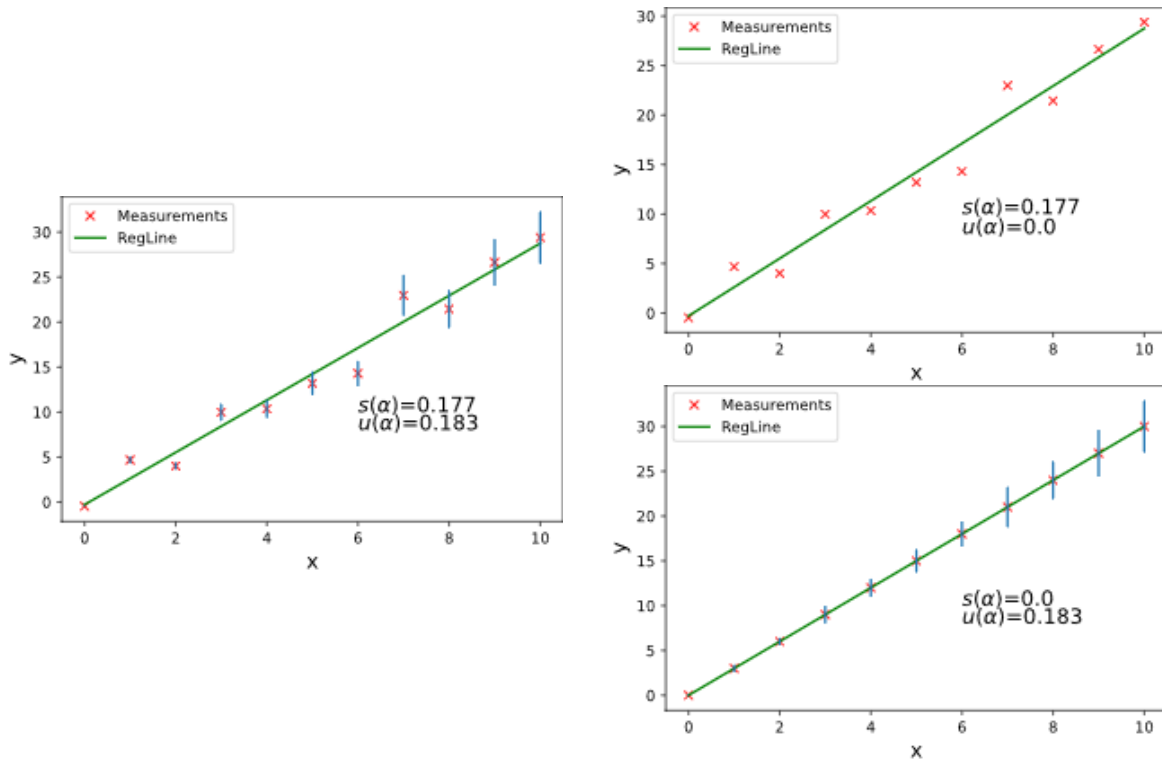 Measurements
RegLine
30
25
20
15
10
5
0
y
s(α)=0.177
u(α)=0.183
0 2 4 6 8 10
x
Measurements
RegLine
30
25
20
15
10
5
0
y
s(α)=0.177
u(α)=0.0
0 2 4 6 8 10
x
Measurements
RegLine
30
25
20
15
10
5
0
y
s(α)=0.0
u(α)=0.183
0 2 4 6 8 10
x